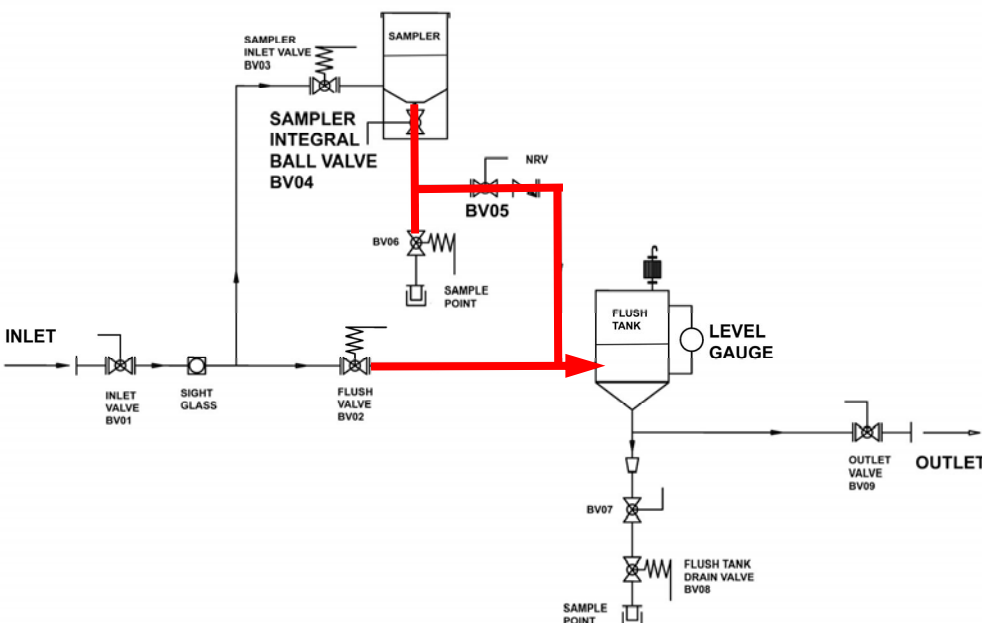 SAMPLER
INLET VALVE
BV03
SAMPLER
SAMPLER
INTEGRAL
BALL VALVE
BV04
NRV
BV05
BV06
SAMPLE
POINT
FLUSH
TANK
LEVEL
GAUGE
INLET
INLET
VALVE
BV01
SIGHT
GLASS
FLUSH
VALVE
BV02
OUTLET
VALVE
BV09
OUTLET
BV07
FLUSH TANK
DRAIN VALVE
BV08
SAMPLE
POINT